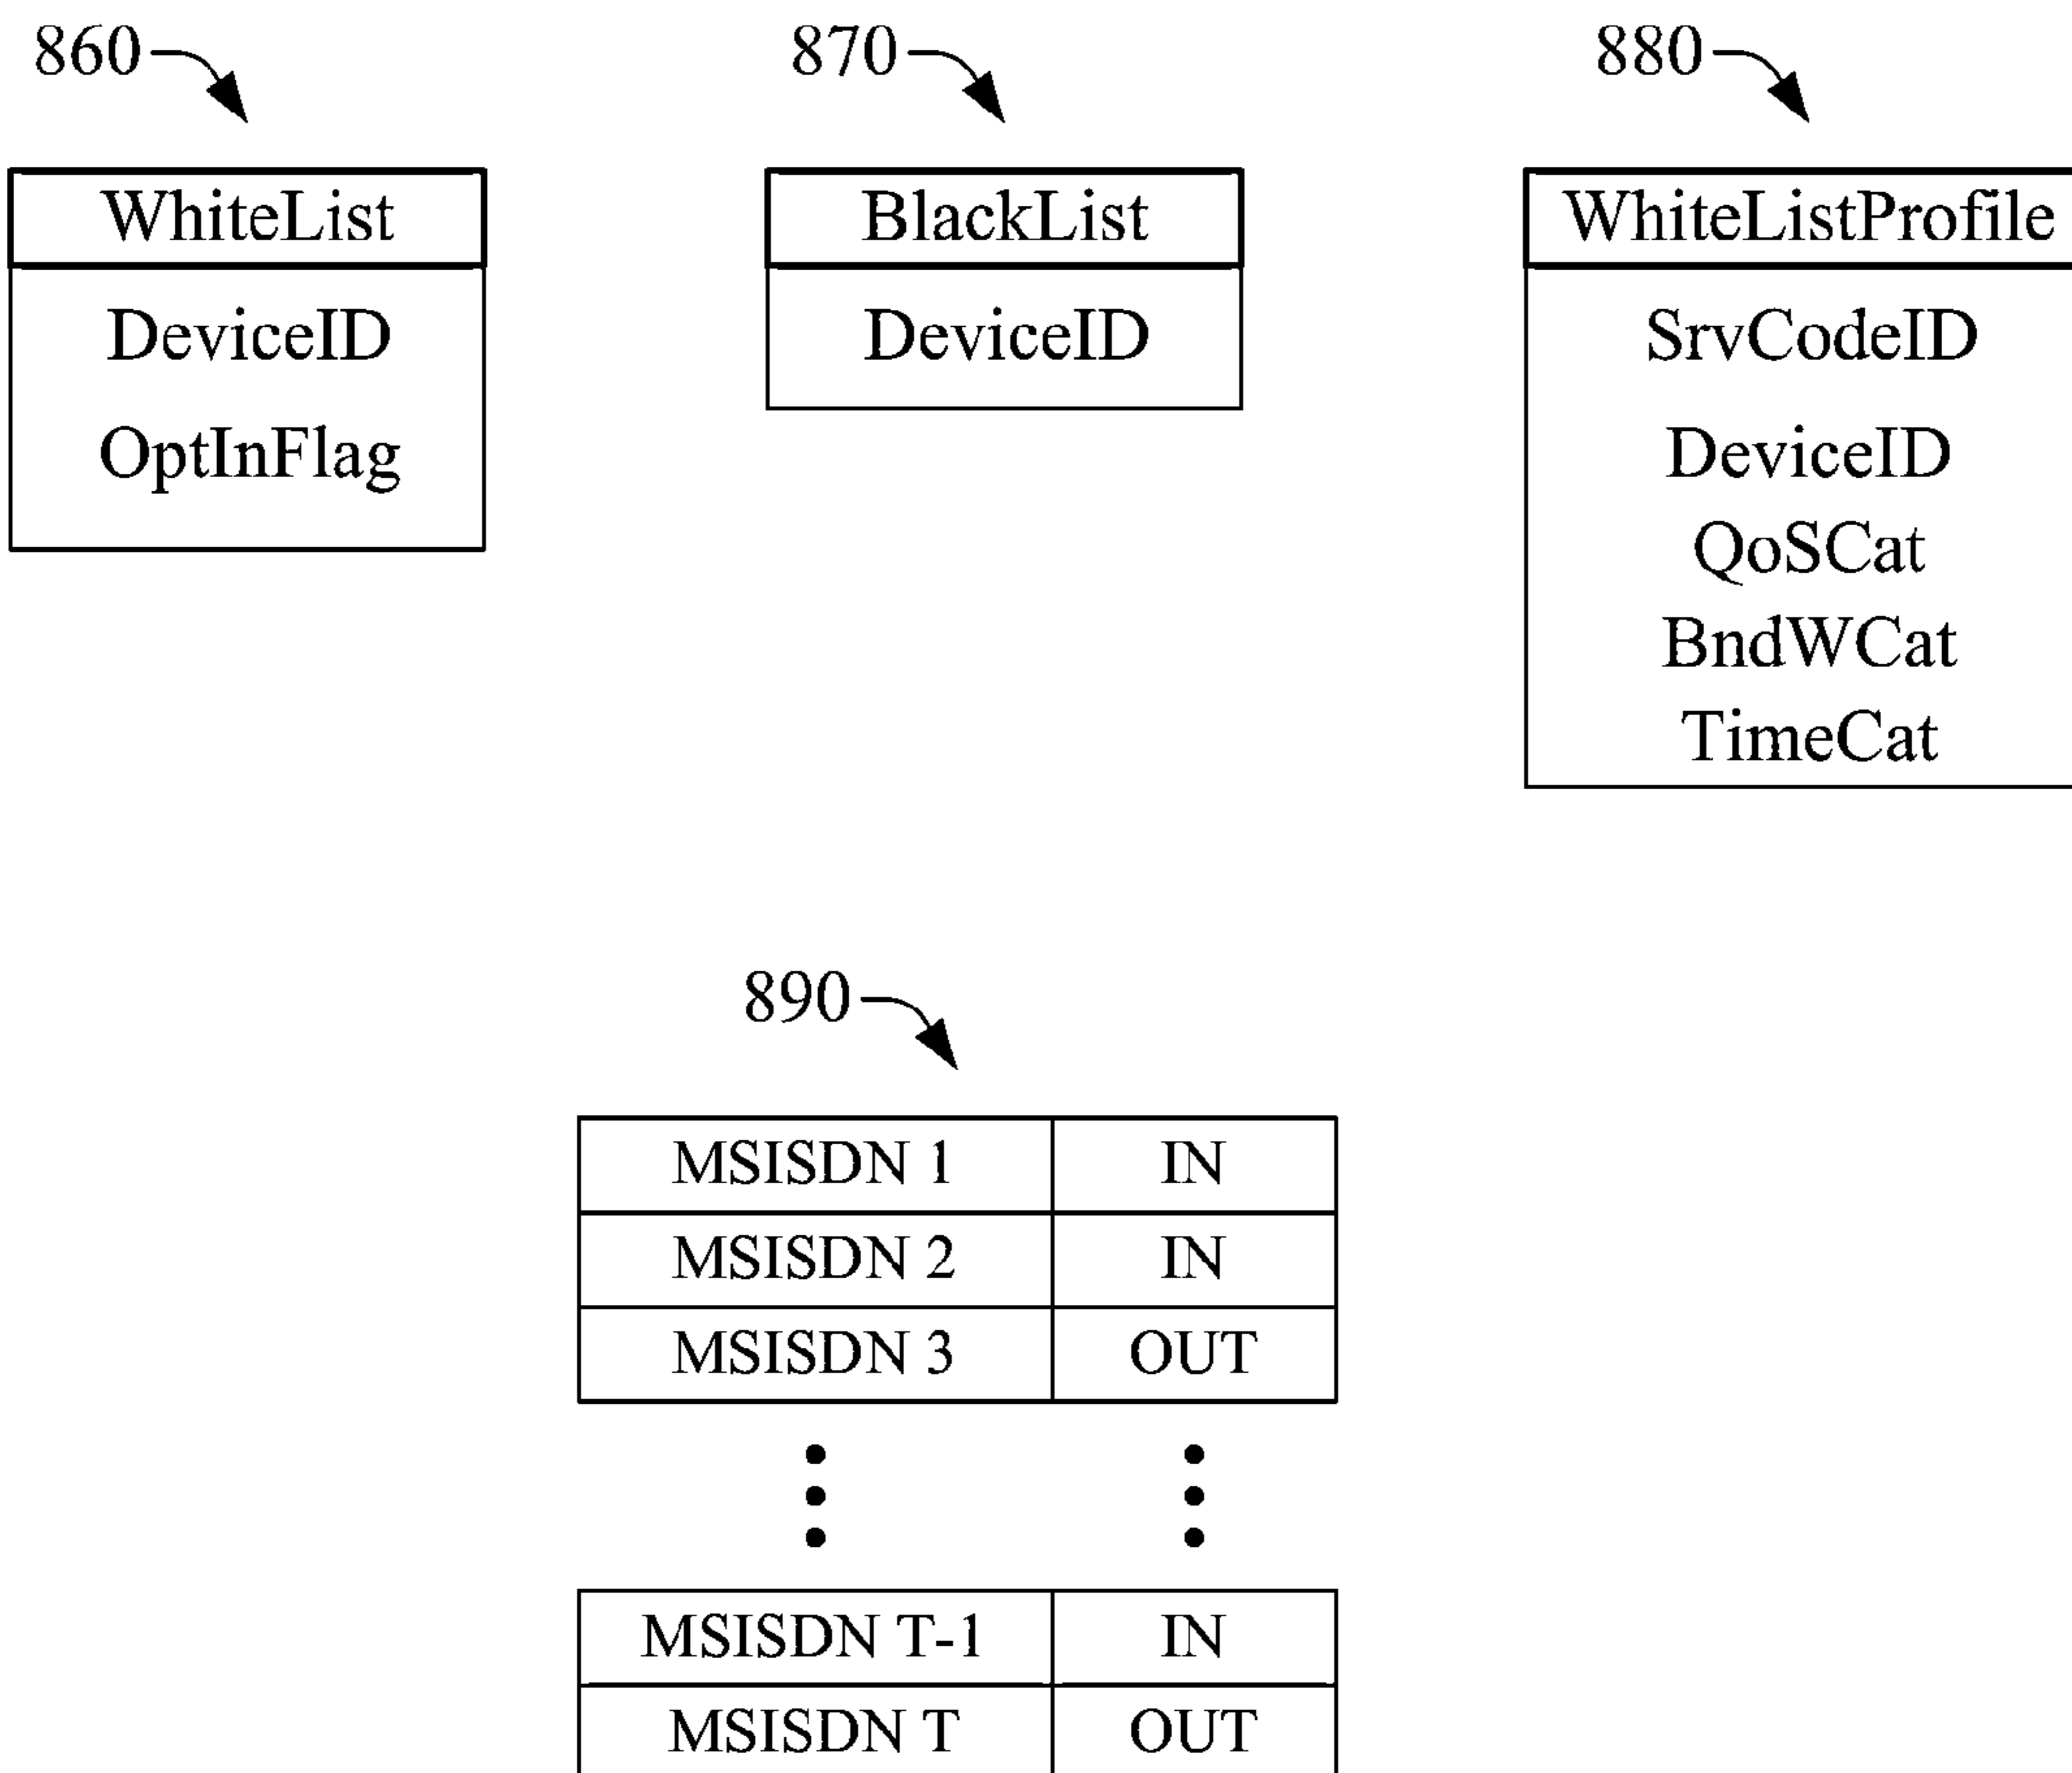 860
870
880
WhiteList
DeviceID
OptInFlag
BlackList
DeviceID
WhiteListProfile
SrvCodeID
DeviceID
QoSCat
BndWCat
TimeCat
890
MSISDN 1 IN
MSISDN 2 IN
MSISDN 3 OUT
MSISDN T-1 IN
MSISDN T OUT